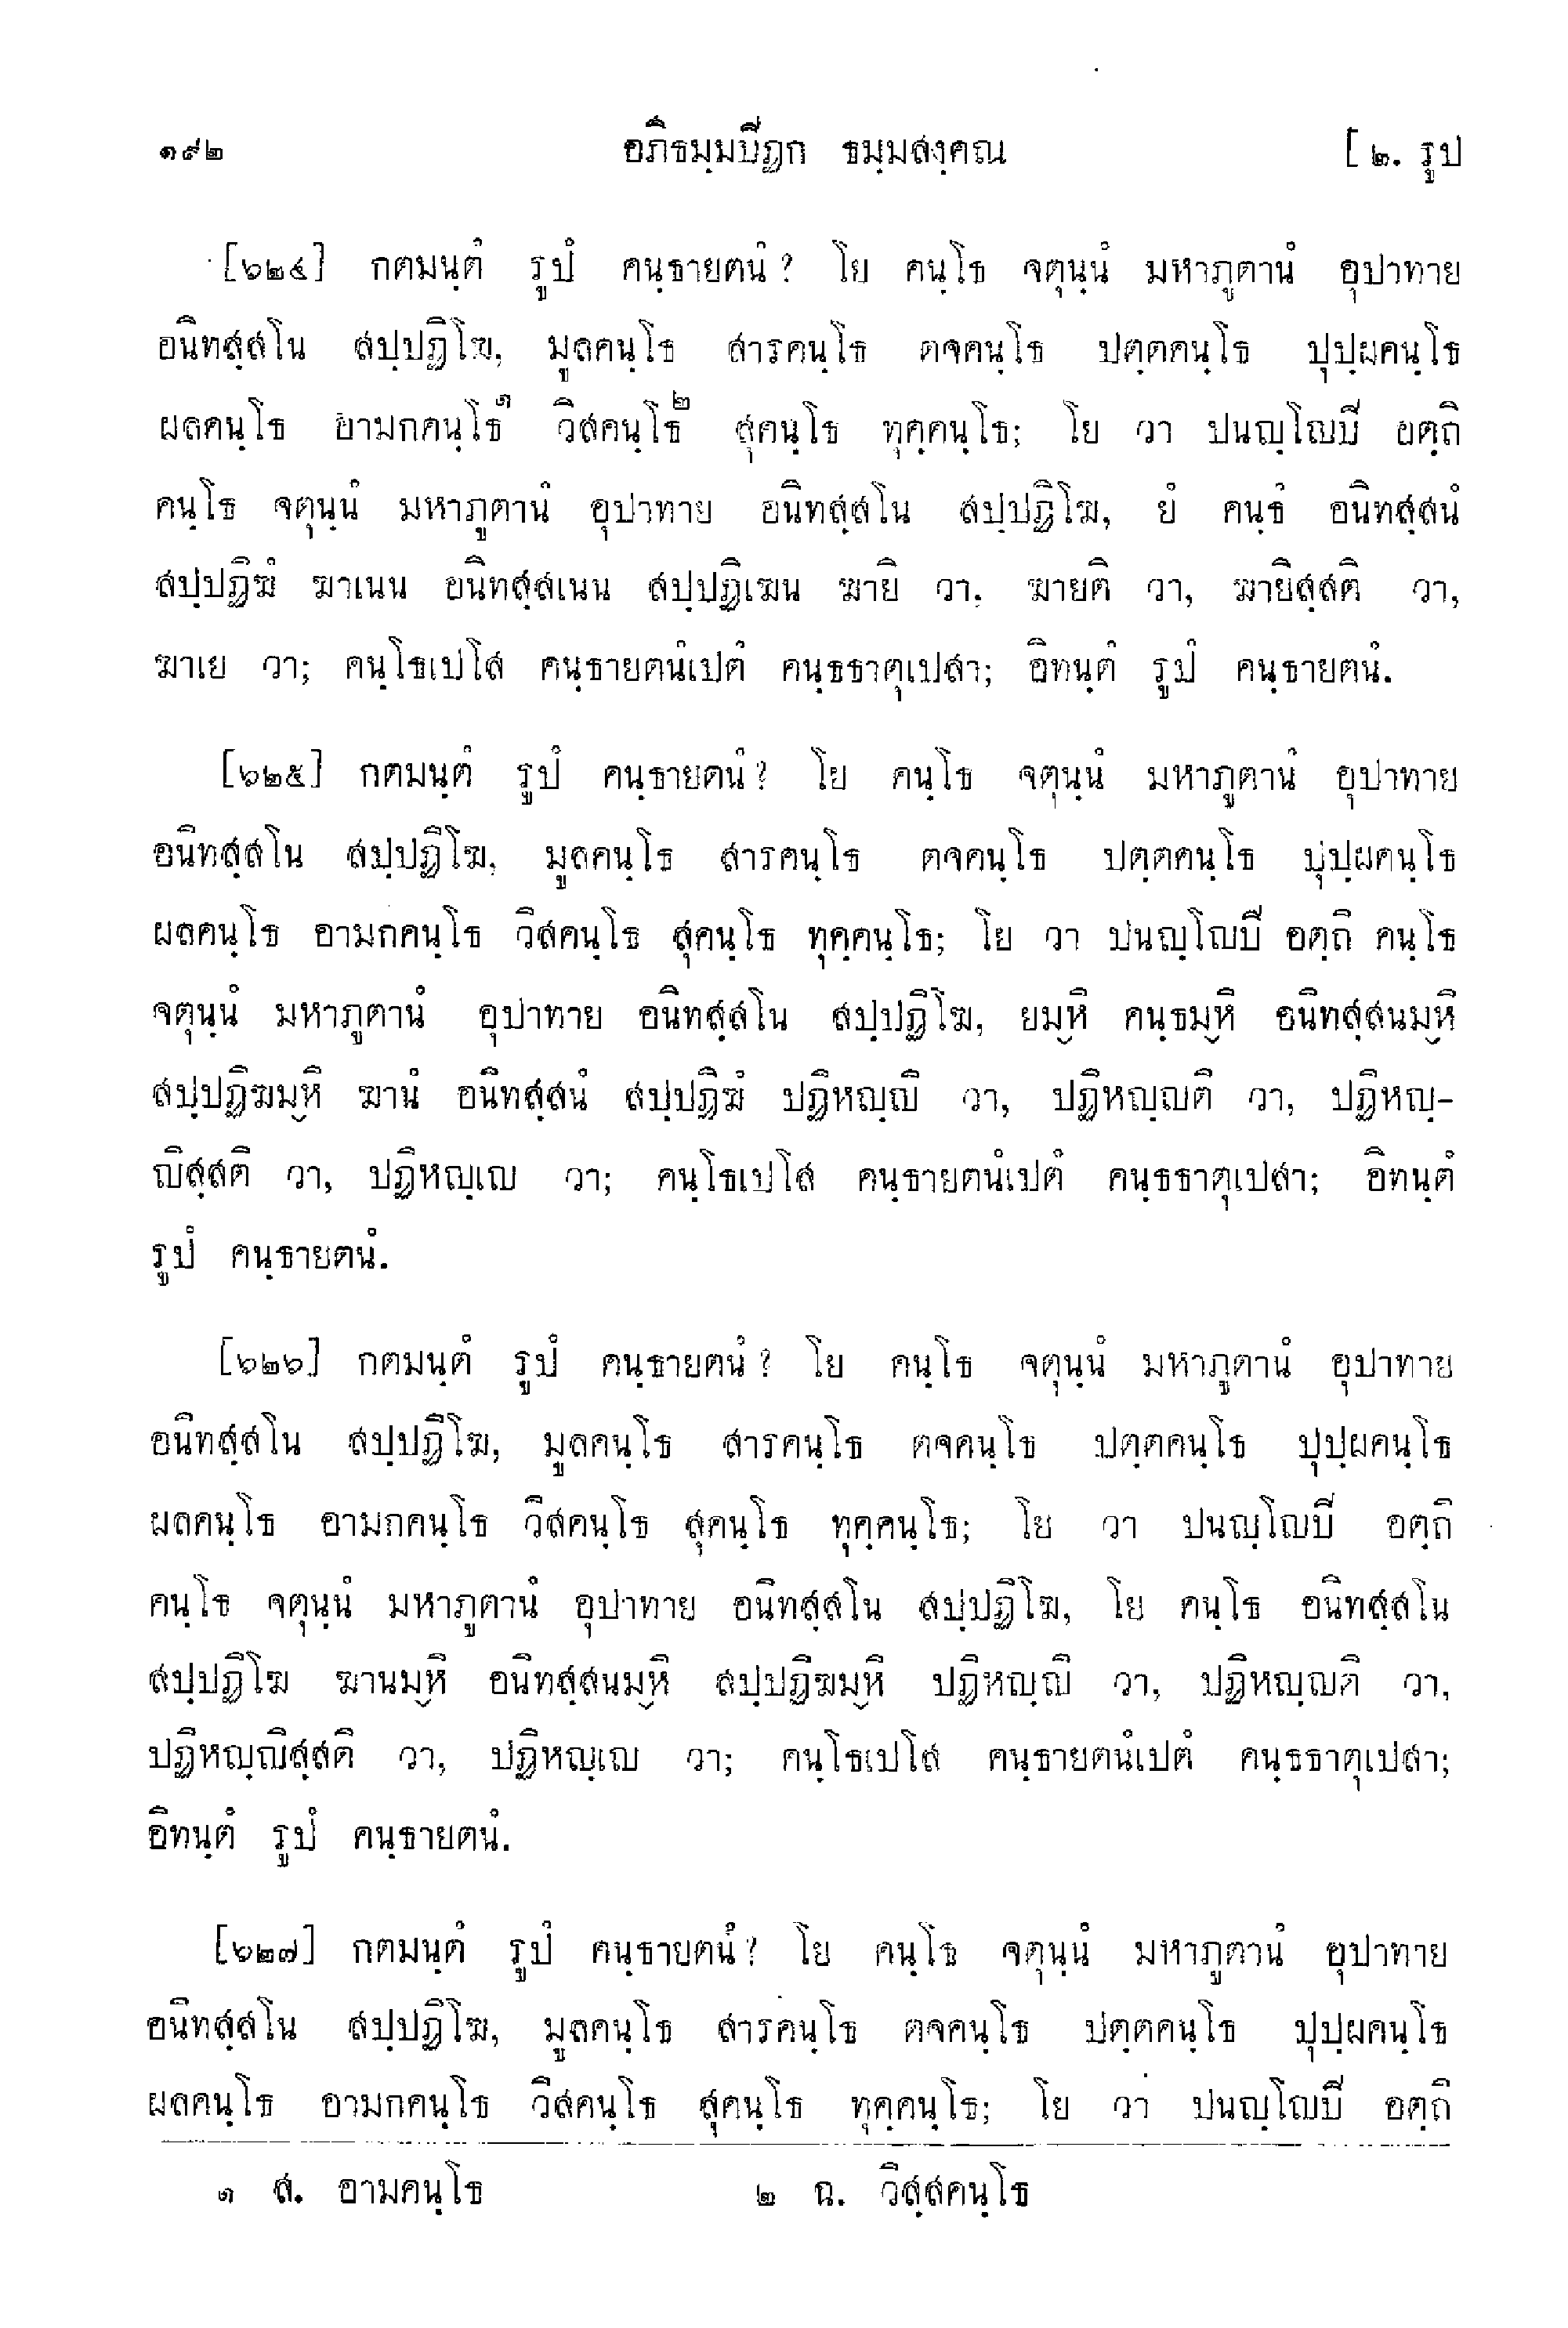 ๑๙๒ อภิธมฺมปิฏก ธมฺมสงฺคณ [ ๒. รูป
[๖๒๔] กตมนฺตํ รูปํ คนฺธายตนํ? โย คนฺโธ จตุนฺนํ มหาภูตานํ อุปาทาย
อนิทสฺสโน สปฺปฏิโฆ, มูลคนฺโธ สารคนฺโธ ตจคนฺโธ ปตฺตคนฺโธ ปุปฺผคนฺโธ
ผลคนฺโธ อามกคนฺโธ๑ วิสคนฺโธ๒ สุคนฺโธ ทุคฺคนฺโธ; โย วา ปนญฺโญปิ อตฺถิ
คนฺโธ จตุนฺนํ มหาภูตานํ อุปาทาย อนิทสฺสโน สปฺปฏิโฆ, ยํ คนฺธํ อนิทสฺสนํ
สปฺปฏิฆํ ฆาเนน อนิทสฺสเนน สปฺปฏิเฆน ฆายิ วา, ฆายติ วา, ฆายิสฺสติ วา,
ฆาเย วา; คนฺโธเปโส คนฺธายตนํเปตํ คนฺธธาตุเปสา; อิทนฺตํ รูปํ คนฺธายตนํ.
[๖๒๕] กตมนฺตํ รูปํ คนฺธายตนํ? โย คนฺโธ จตุนฺนํ มหาภูตานํ อุปาทาย
อนิทสฺสโน สปฺปฏิโฆ, มูลคนฺโธ สารคนฺโธ ตจคนฺโธ ปตฺตคนฺโธ ปุปฺผคนฺโธ
ผลคนฺโธ อามกคนฺโธ วิสคนฺโธ สุคนฺโธ ทุคฺคนฺโธ; โย วา ปนญฺโญปิ อตฺถิ คนฺโธ
จตุนฺนํ มหาภูตานํ อุปาทาย อนิทสฺสโน สปฺปฏิโฆ, ยมฺหิ คนฺธมฺหิ อนิทสฺสนมฺหิ
สปฺปฏิฆมฺหิ ฆานํ อนิทสฺสนํ สปฺปฏิฆํ ปฏิหญฺญิ วา, ปฏิหญฺญติ วา, ปฏิหญฺ-
ญิสฺสติ วา, ปฏิหญฺเญ วา; คนฺโธเปโส คนฺธายตนํเปตํ คนฺธธาตุเปสา; อิทนฺตํ
รูปํ คนฺธายตนํ.
[๖๒๖] กตมนฺตํ รูปํ คนฺธายตนํ? โย คนฺโธ จตุนฺนํ มหาภูตานํ อุปาทาย
อนิทสฺสโน สปฺปฏิโฆ, มูลคนฺโธ สารคนฺโธ ตจคนฺโธ ปตฺตคนฺโธ ปุปฺผคนฺโธ
ผลคนฺโธ อามกคนฺโธ วิสคนฺโธ สุคนฺโธ ทุคฺคนฺโธ; โย วา ปนญฺโญปิ อตฺถิ
คนฺโธ จตุนฺนํ มหาภูตานํ อุปาทาย อนิทสฺสโน สปฺปฏิโฆ, โย คนฺโธ อนิทสฺสโน
สปฺปฏิโฆ ฆานมฺหิ อนิทสฺสนมฺหิ สปฺปฏิฆมฺหิ ปฏิหญฺญิ วา, ปฏิหญฺญติ วา,
ปฏิหญฺญิสฺสติ วา, ปฏิหญฺเญ วา; คนฺโธเปโส คนฺธายตนํเปตํ คนฺธธาตุเปสา;
อิทนฺตํ รูปํ คนฺธายตนํ.
[๖๒๗] กตมนฺตํ รูปํ คนฺธายตนํ? โย คนฺโธ จตุนฺนํ มหาภูตานํ อุปาทาย
อนิทสฺสโน สปฺปฏิโฆ, มูลคนฺโธ สารคนฺโธ ตจคนฺโธ ปตฺตคนฺโธ ปุปฺผคนฺโธ
ผลคนฺโธ อามกคนฺโธ วิสคนฺโธ สุคนฺโธ ทุคฺคนฺโธ; โย วา ปนญฺโญปิ อตฺถิ
๑ ส. อามคนฺโธ ๒ ฉ. วิสฺสคนฺโธ